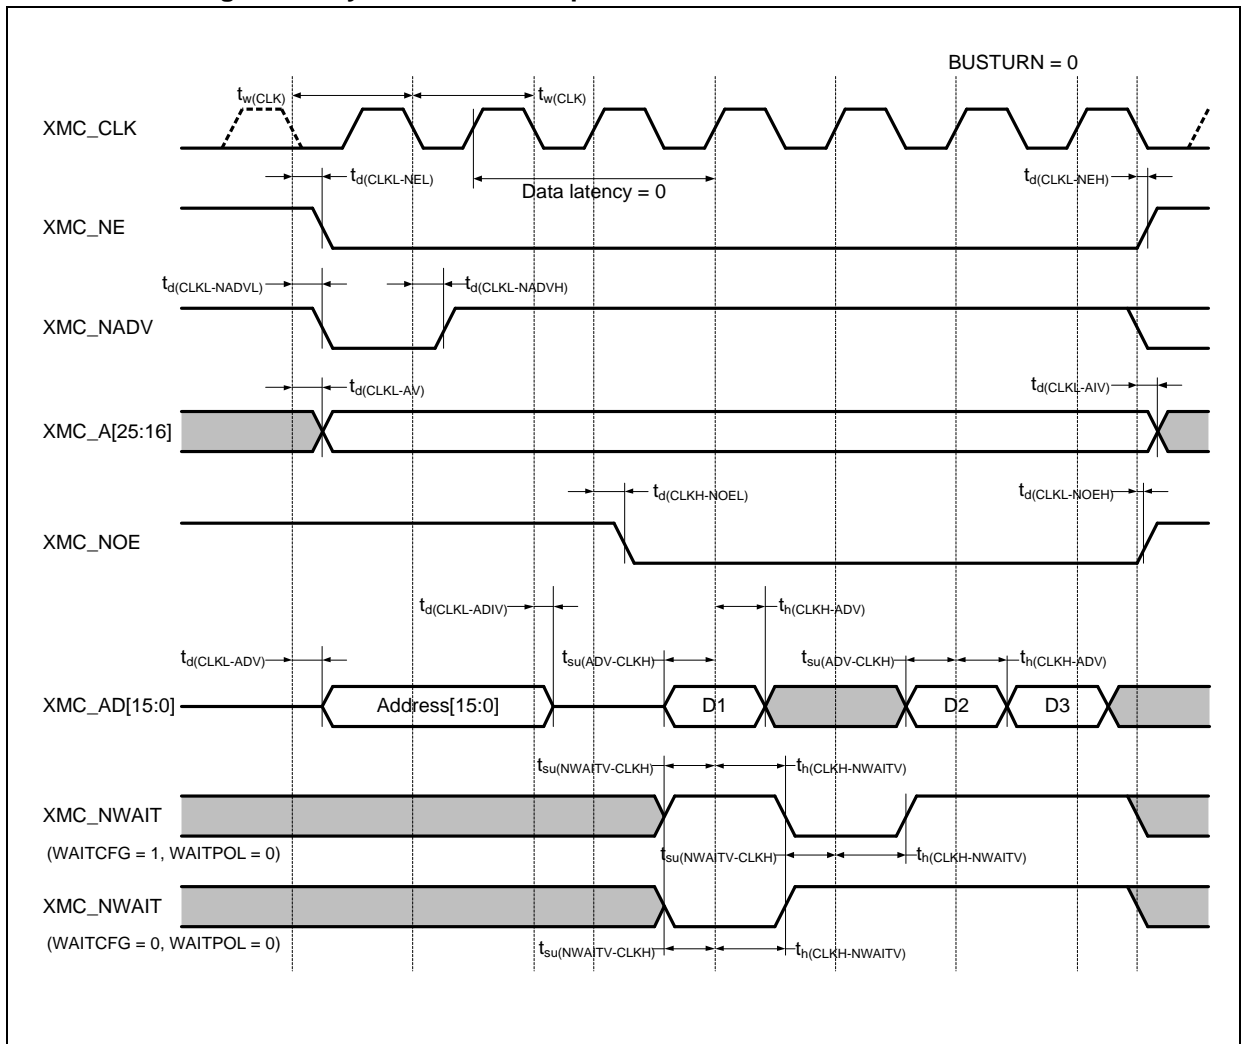 BUSTURN = 0
tw(CLK) tw(CLK)
XMC_CLK
td(CLKL-NEL) td(CLKL-NEH)
Data latency = 0
XMC_NE
td(CLKL-NADVL) td(CLKL-NADVH)
XMC_NADV
td(CLKL-AV) td(CLKL-AIV)
XMC_A[25:16]
td(CLKH-NOEL) td(CLKL-NOEH)
XMC_NOE
td(CLKL-ADIV) th(CLKH-ADV)
td(CLKL-ADV) tsu(ADV-CLKH) tsu(ADV-CLKH) th(CLKH-ADV)
XMC_AD[15:0] Address[15:0] D1 D2 D3
tsu(NWAITV-CLKH) th(CLKH-NWAITV)
XMC_NWAIT
(WAITCFG = 1, WAITPOL = 0) tsu(NWAITV-CLKH) th(CLKH-NWAITV)
XMC_NWAIT
(WAITCFG = 0, WAITPOL = 0) tsu(NWAITV-CLKH) th(CLKH-NWAITV)